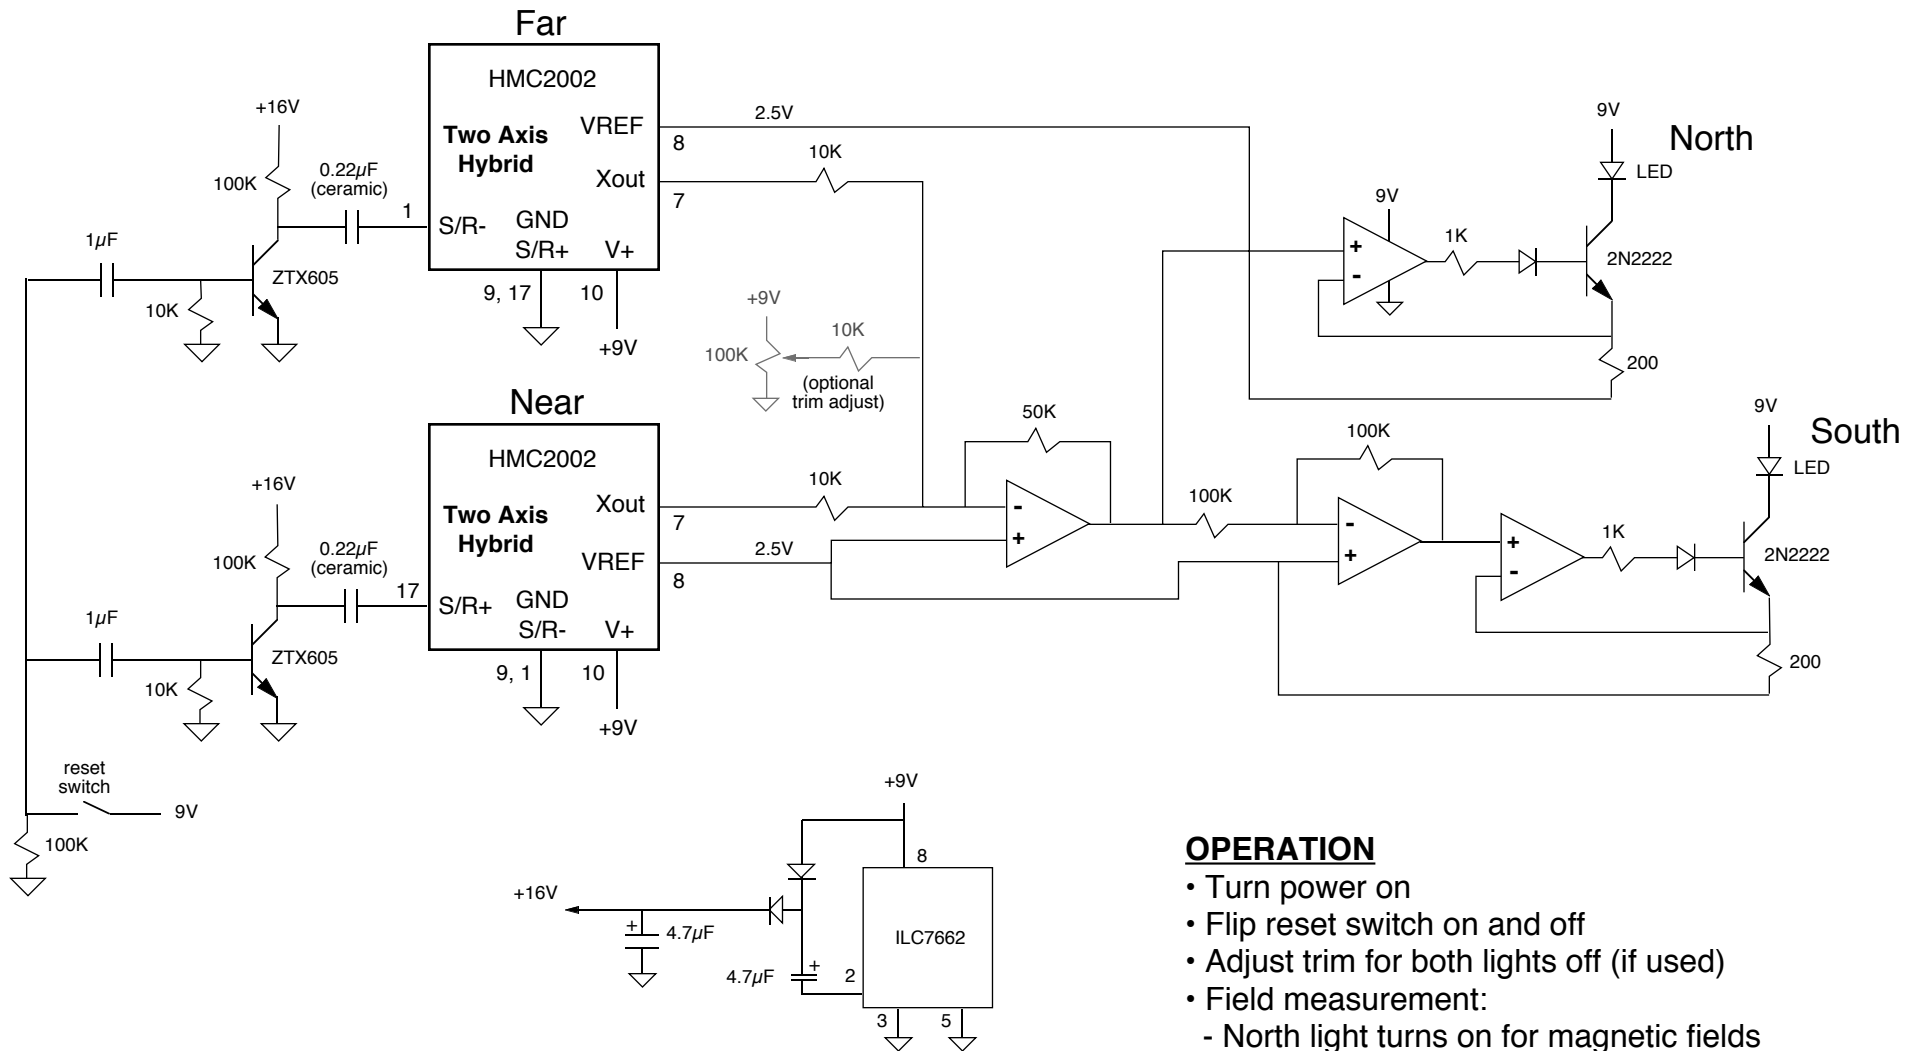 Far
HMC2002
Two Axis
Hybrid
VREF
8
Xout
7
S/R-
GND
S/R+
V+
9, 17
10
+9V
+16V
100K
0.22µF
(ceramic)
1
1µF
ZTX605
10K
2.5V
10K
+9V
100K
10K
(optional
trim adjust)
9V
North
LED
9V
+
-
1K
2N2222
200
Near
HMC2002
Two Axis
Hybrid
Xout
7
VREF
8
S/R+
GND
S/R-
V+
9, 1
10
+9V
+16V
100K
0.22µF
(ceramic)
17
1µF
ZTX605
10K
10K
2.5V
50K
-
+
100K
100K
-
+
+
-
1K
9V
South
LED
2N2222
200
reset
switch
9V
100K
+9V
8
+16V
+
4.7µF
4.7µF
+
2
ILC7662
3
5
OPERATION
• Turn power on
• Flip reset switch on and off
• Adjust trim for both lights off (if used)
• Field measurement:
- North light turns on for magnetic fields